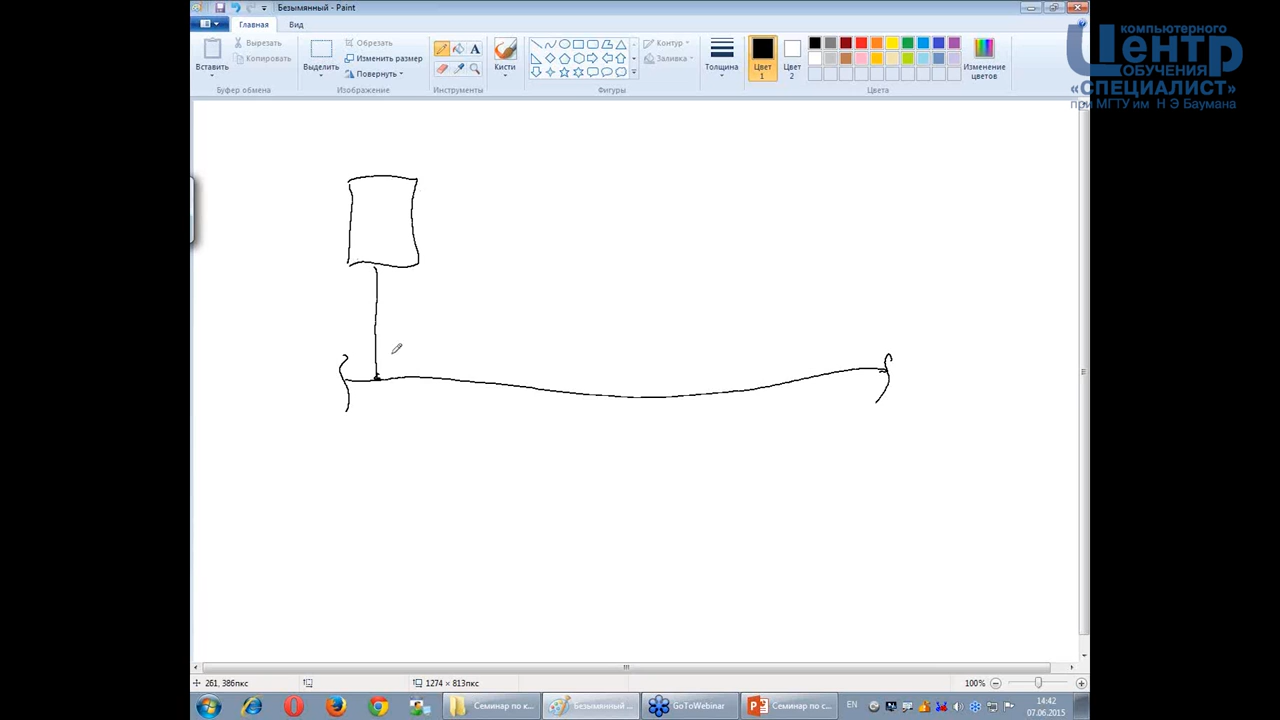 Безымянный - Paint
Главная
Вид
Вставить
Вырезать
Копировать
Буфер обмена
Выделить
Обрезать
Изменить размер
Повернуть
Изображение
A
Инструменты
Кисти
Фигуры
Контур
Заливка
Толщина
Цвет 1
Цвет 2
Изменение цветов
Цвета
компьютерного
Центр
ОБУЧЕНИЯ
«СПЕЦИАЛИСТ»
при МГТУ им Н Э Баумана
261, 386пкс
1274 × 813пкс
100%
Семинар по к...
Безымянный ...
GoToWebinar
Семинар по с...
EN
14:42
07.06.2015